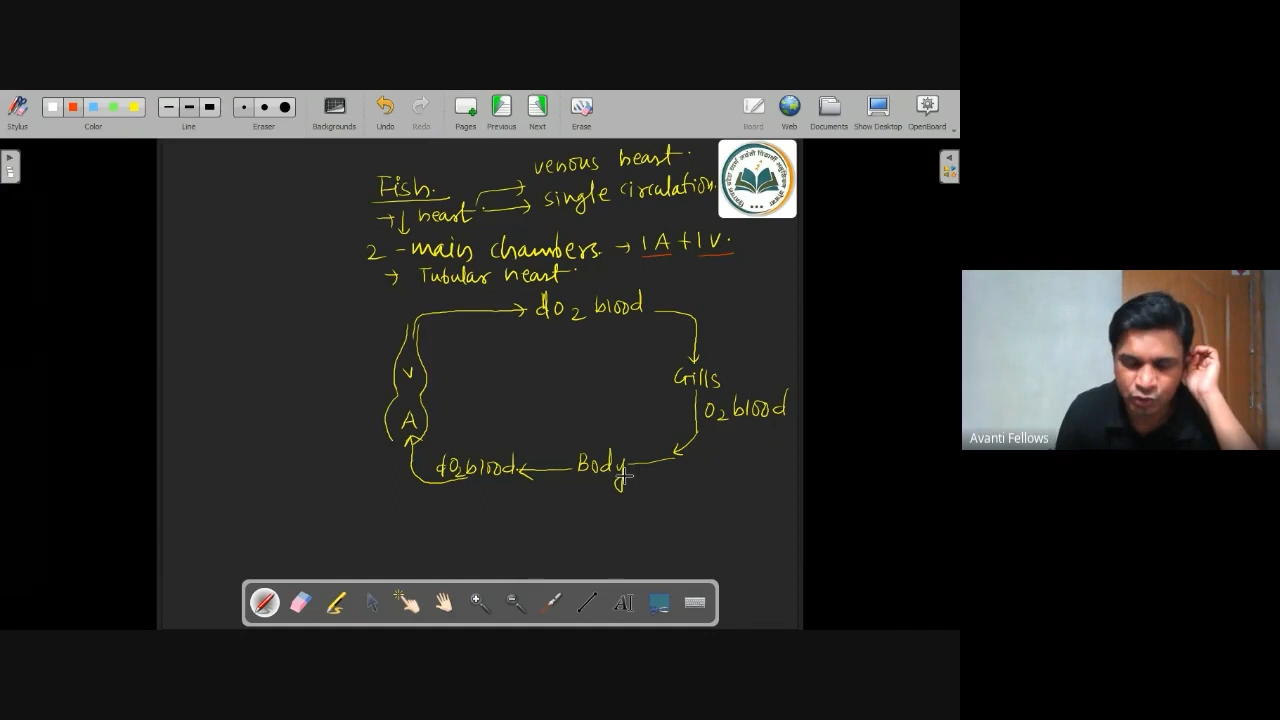 Stylus
Color
Line
Eraser
Backgrounds
Undo
Redo
Pages
Previous
Next
Erase
Board
Web
Documents
Show Desktop
OpenBoard
venous heart.
Fish.
single circulation.
→ heart
2 - main chambers. → 1 A + 1 V.
→ Tubular heart.
dO2 blood
V
Gills
A
O2 blood
dO2 blood.
Body
Avanti Fellows